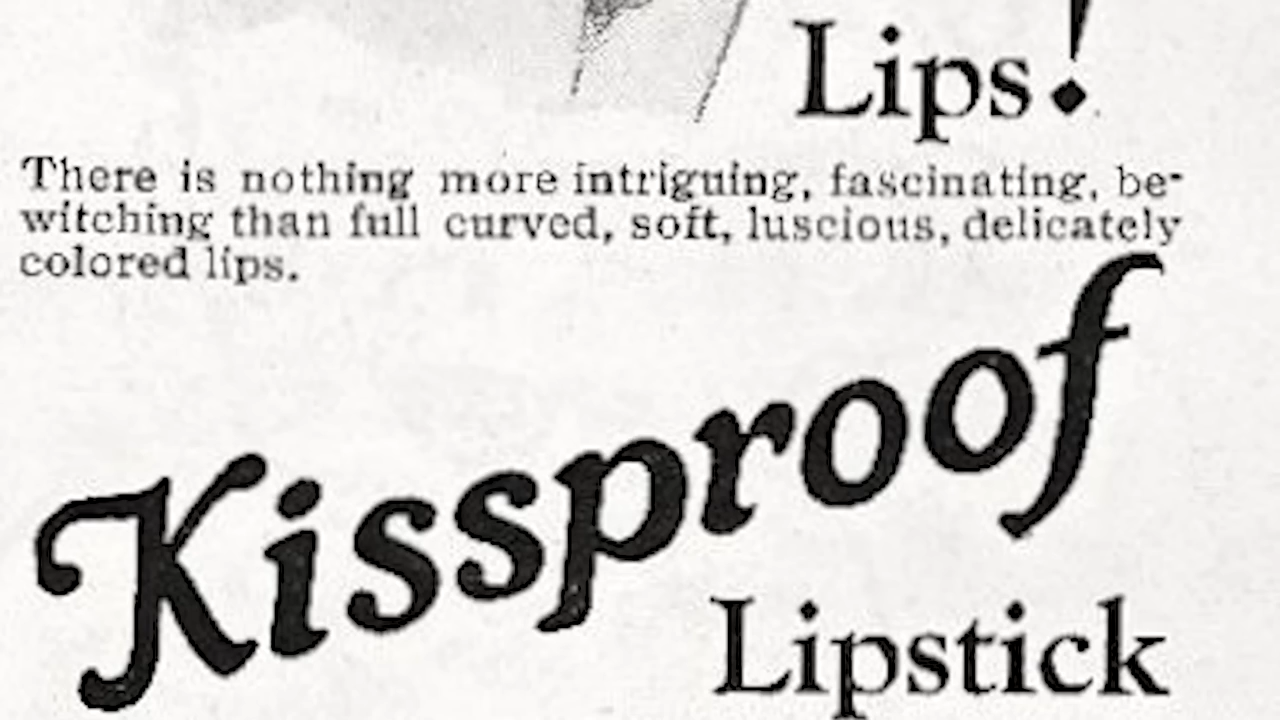 Lips!
There is nothing more intriguing, fascinating, be-
witching than full curved, soft, luscious, delicately
colored lips.
Kissproof
Lipstick